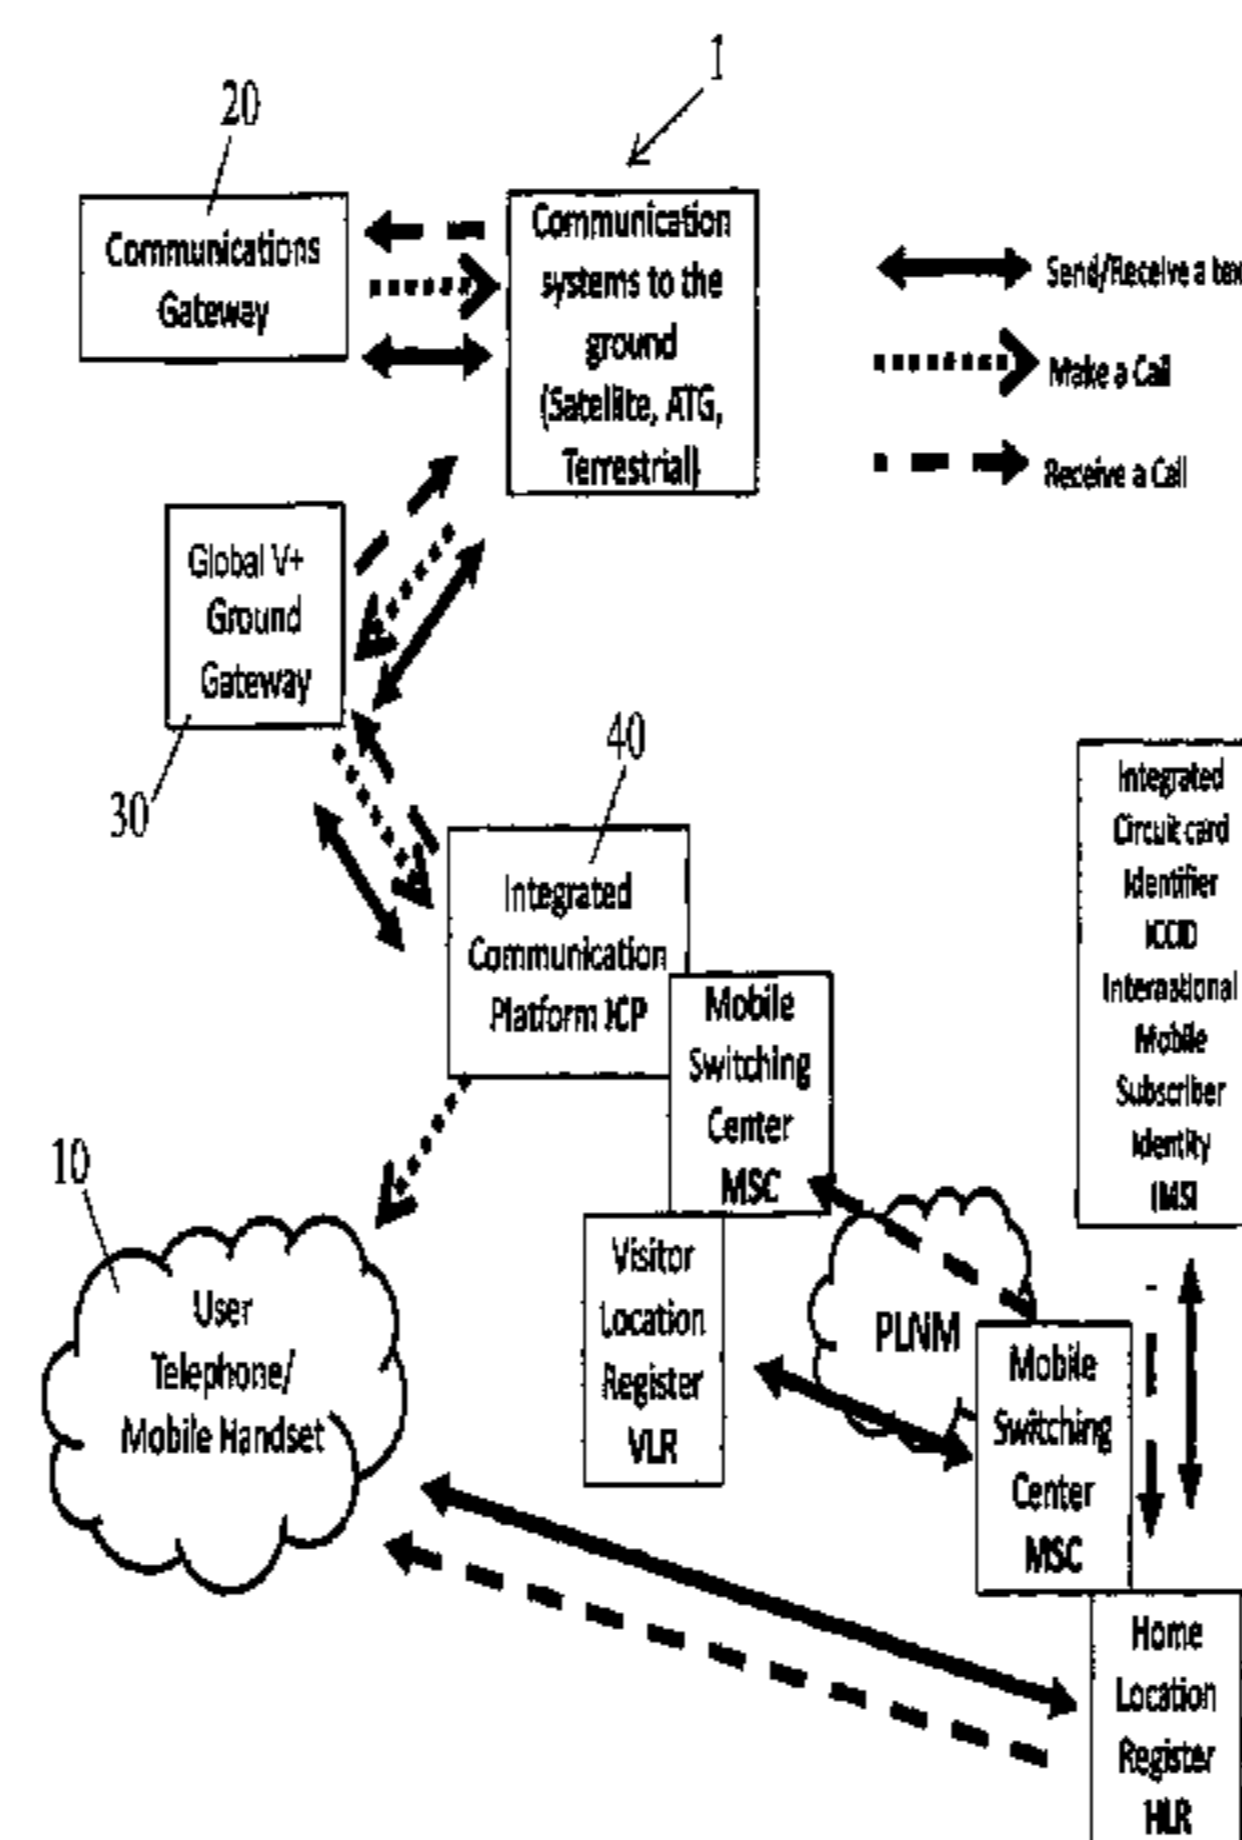 1
20
Communications
Gateway
Communication
systems to the
ground
(Satellite, ATG,
Terrestrial)
Send/Receive a
Make a Call
Receive a Call
Global V+
Ground
Gateway
30
40
Integrated
Communication
Platform ICP
Mobile
Switching
Center
MSC
Integrated
Circuit card
Identifier
ICCID
International
Mobile
Subscriber
Identity
IMSI
10
User
Telephone/
Mobile Handset
Visitor
Location
Register
VLR
PLNM
Mobile
Switching
Center
MSC
Home
Location
Register
HLR